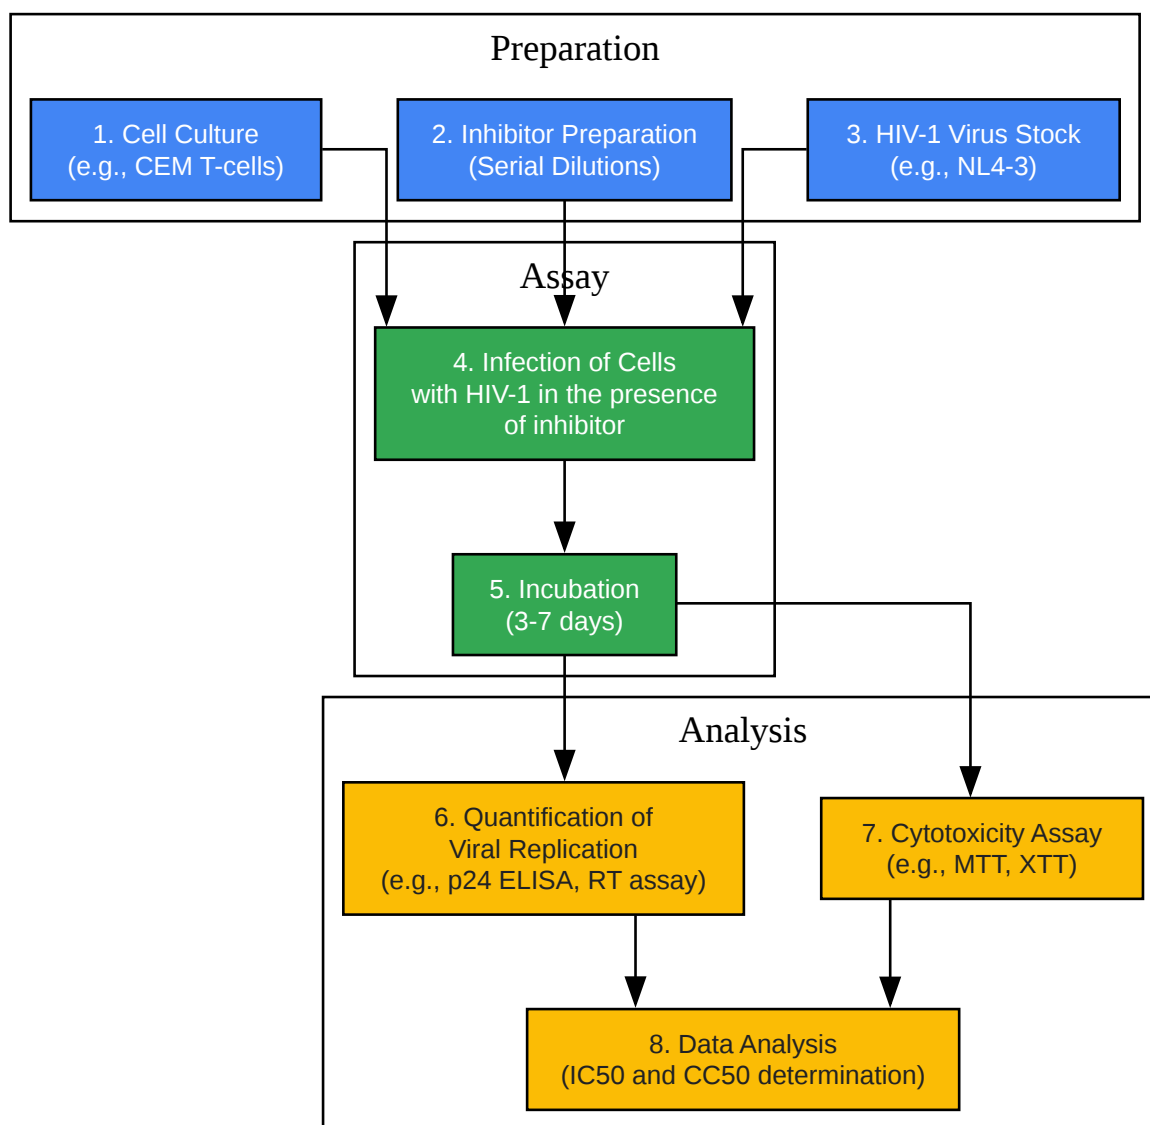 Preparation
1. Cell Culture
(e.g., CEM T-cells)
2. Inhibitor Preparation
(Serial Dilutions)
3. HIV-1 Virus Stock
(e.g., NL4-3)
Assay
4. Infection of Cells
with HIV-1 in the presence
of inhibitor
5. Incubation
(3-7 days)
Analysis
6. Quantification of
Viral Replication
(e.g., p24 ELISA, RT assay)
7. Cytotoxicity Assay
(e.g., MTT, XTT)
8. Data Analysis
(IC50 and CC50 determination)